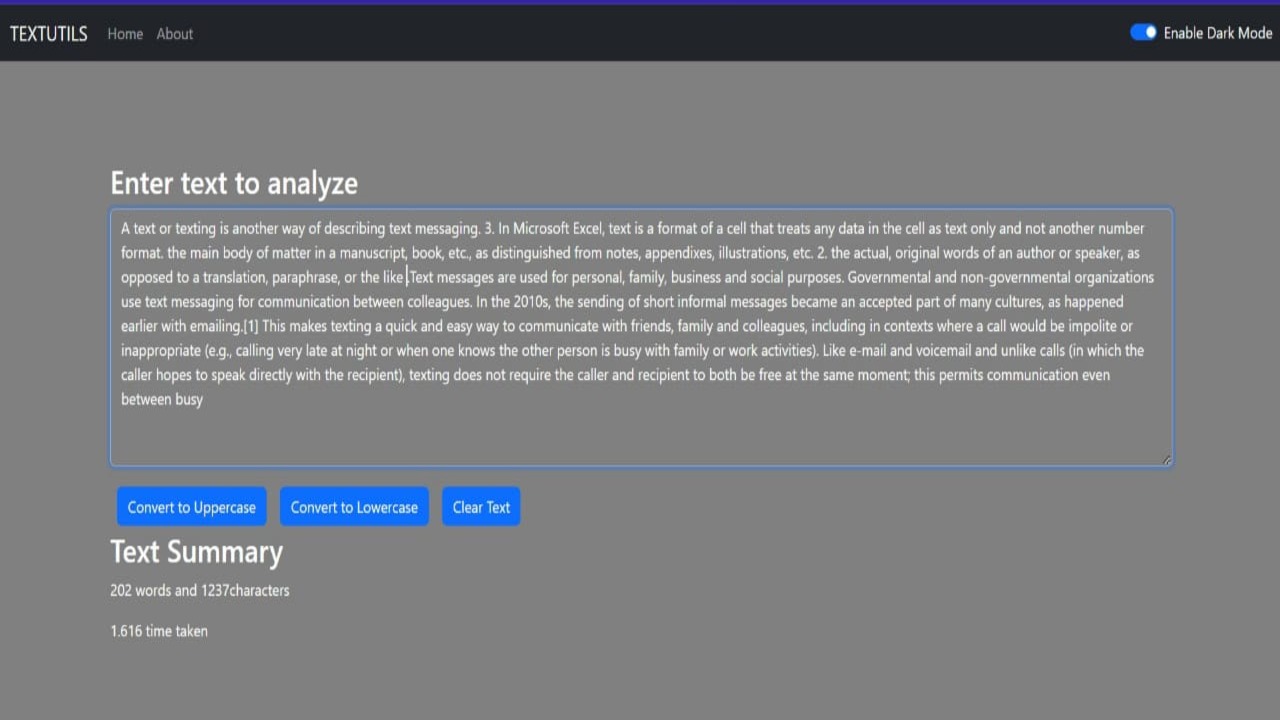 TEXTUTILS Home About Enable Dark Mode
Enter text to analyze
A text or texting is another way of describing text messaging. 3. In Microsoft Excel, text is a format of a cell that treats any data in the cell as text only and not another number
format. the main body of matter in a manuscript, book, etc., as distinguished from notes, appendixes, illustrations, etc. 2. the actual, original words of an author or speaker, as
opposed to a translation, paraphrase, or the like .Text messages are used for personal, family, business and social purposes. Governmental and non-governmental organizations
use text messaging for communication between colleagues. In the 2010s, the sending of short informal messages became an accepted part of many cultures, as happened
earlier with emailing.[1] This makes texting a quick and easy way to communicate with friends, family and colleagues, including in contexts where a call would be impolite or
inappropriate (e.g., calling very late at night or when one knows the other person is busy with family or work activities). Like e-mail and voicemail and unlike calls (in which the
caller hopes to speak directly with the recipient), texting does not require the caller and recipient to both be free at the same moment; this permits communication even
between busy
Convert to Uppercase Convert to Lowercase Clear Text
Text Summary
202 words and 1237characters
1.616 time taken